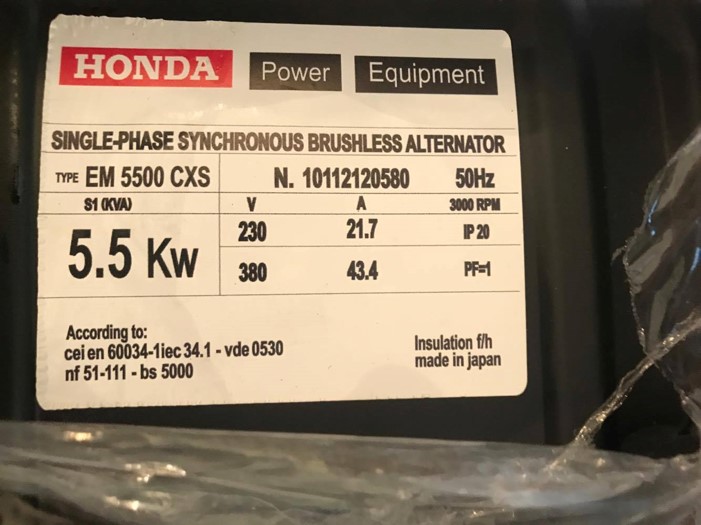 HONDA Power Equipment
SINGLE-PHASE SYNCHRONOUS BRUSHLESS ALTERNATOR
TYPE EM 5500 CXS N. 10112120580 50Hz
S1 (KVA) V A 3000 RPM
5.5 Kw 230 21.7 IP 20
380 43.4 PF=1
According to:
cei en 60034-1iec 34.1 - vde 0530
nf 51-111 - bs 5000
Insulation f/h
made in japan